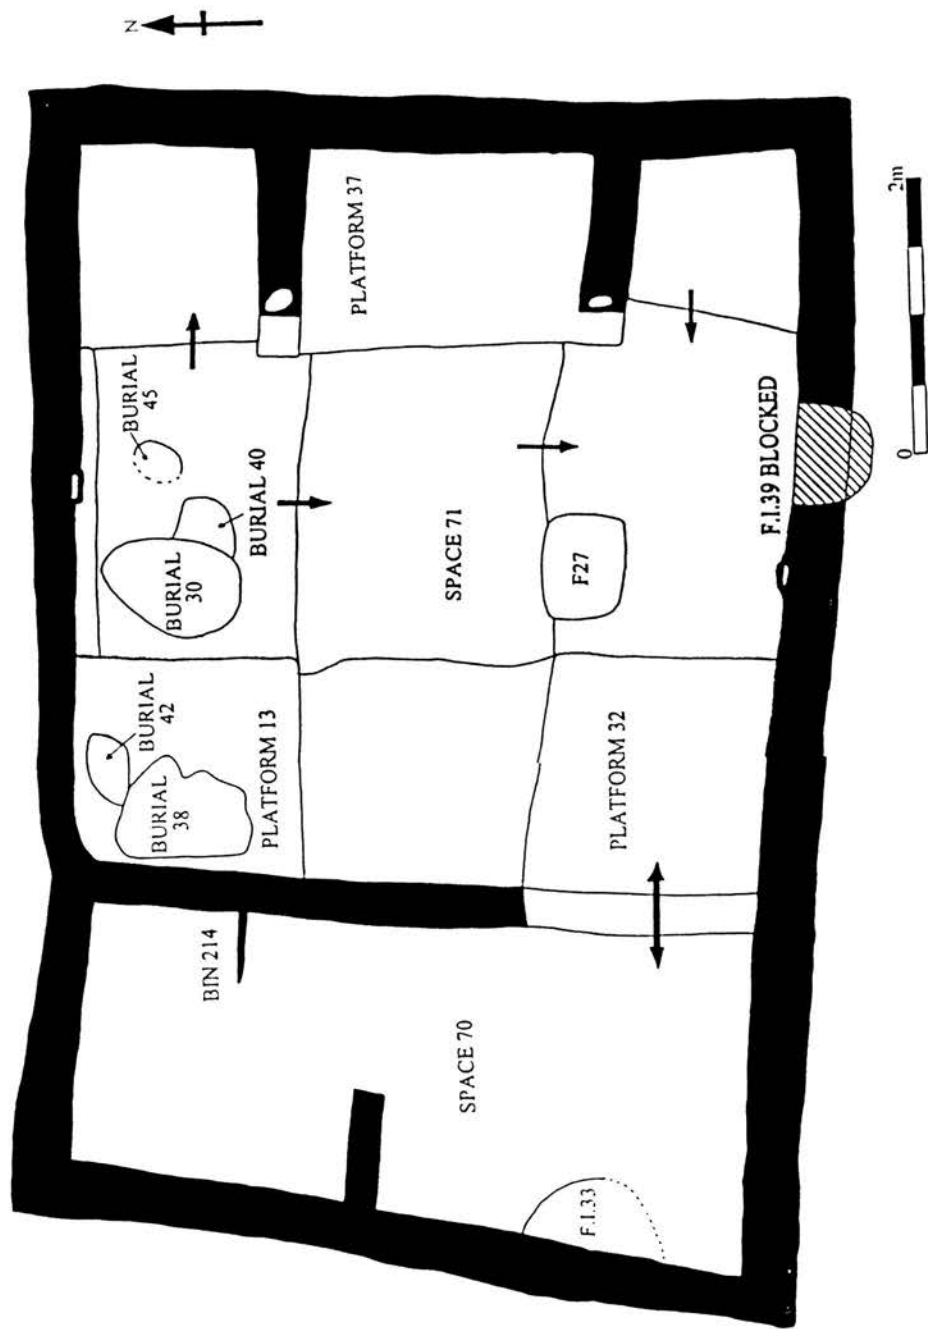 N
BURIAL
45
BURIAL
42
BURIAL
38
BURIAL
30
BIN 214
BURIAL 40
PLATFORM 13
PLATFORM 37
SPACE 70
SPACE 71
F.I.33
F27
PLATFORM 32
F.I.39 BLOCKED
0
2m